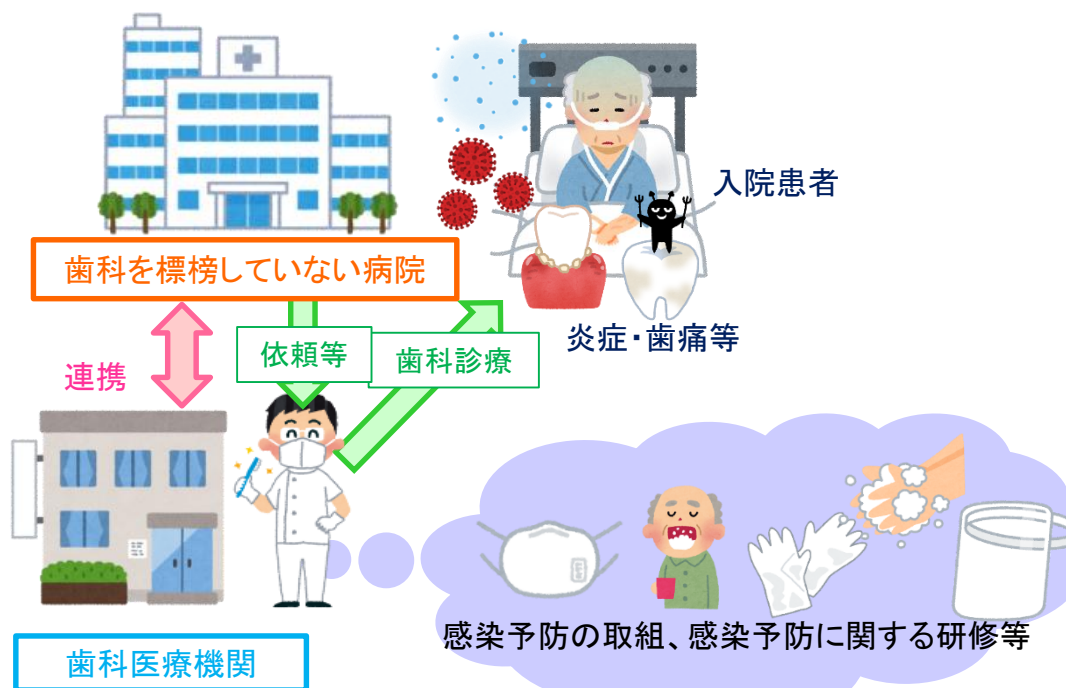 入院患者
歯科を標榜していない病院
炎症・歯痛等
依頼等
歯科診療
連携
感染予防の取組、感染予防に関する研修等
歯科医療機関